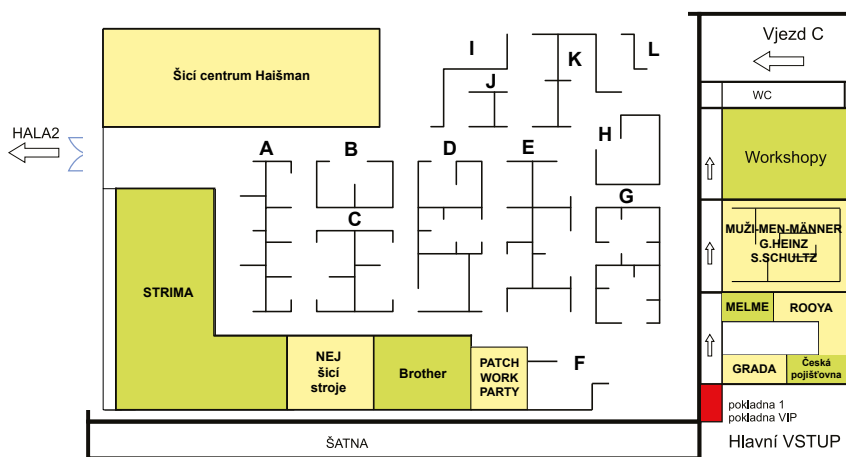 Vjezd C
I
K
L
Šicí centrum Haišman
J
WC
HALA2
A
B
D
E
H
Workshopy
C
G
MUŽI-MEN-MÄNNER
G.HEINZ
S.SCHULTZ
STRIMA
MELME
ROOYA
NEJ
šicí
stroje
Brother
PATCH
WORK
PARTY
F
GRADA
Česká
pojišťovna
pokladna 1
pokladna VIP
ŠATNA
Hlavní VSTUP